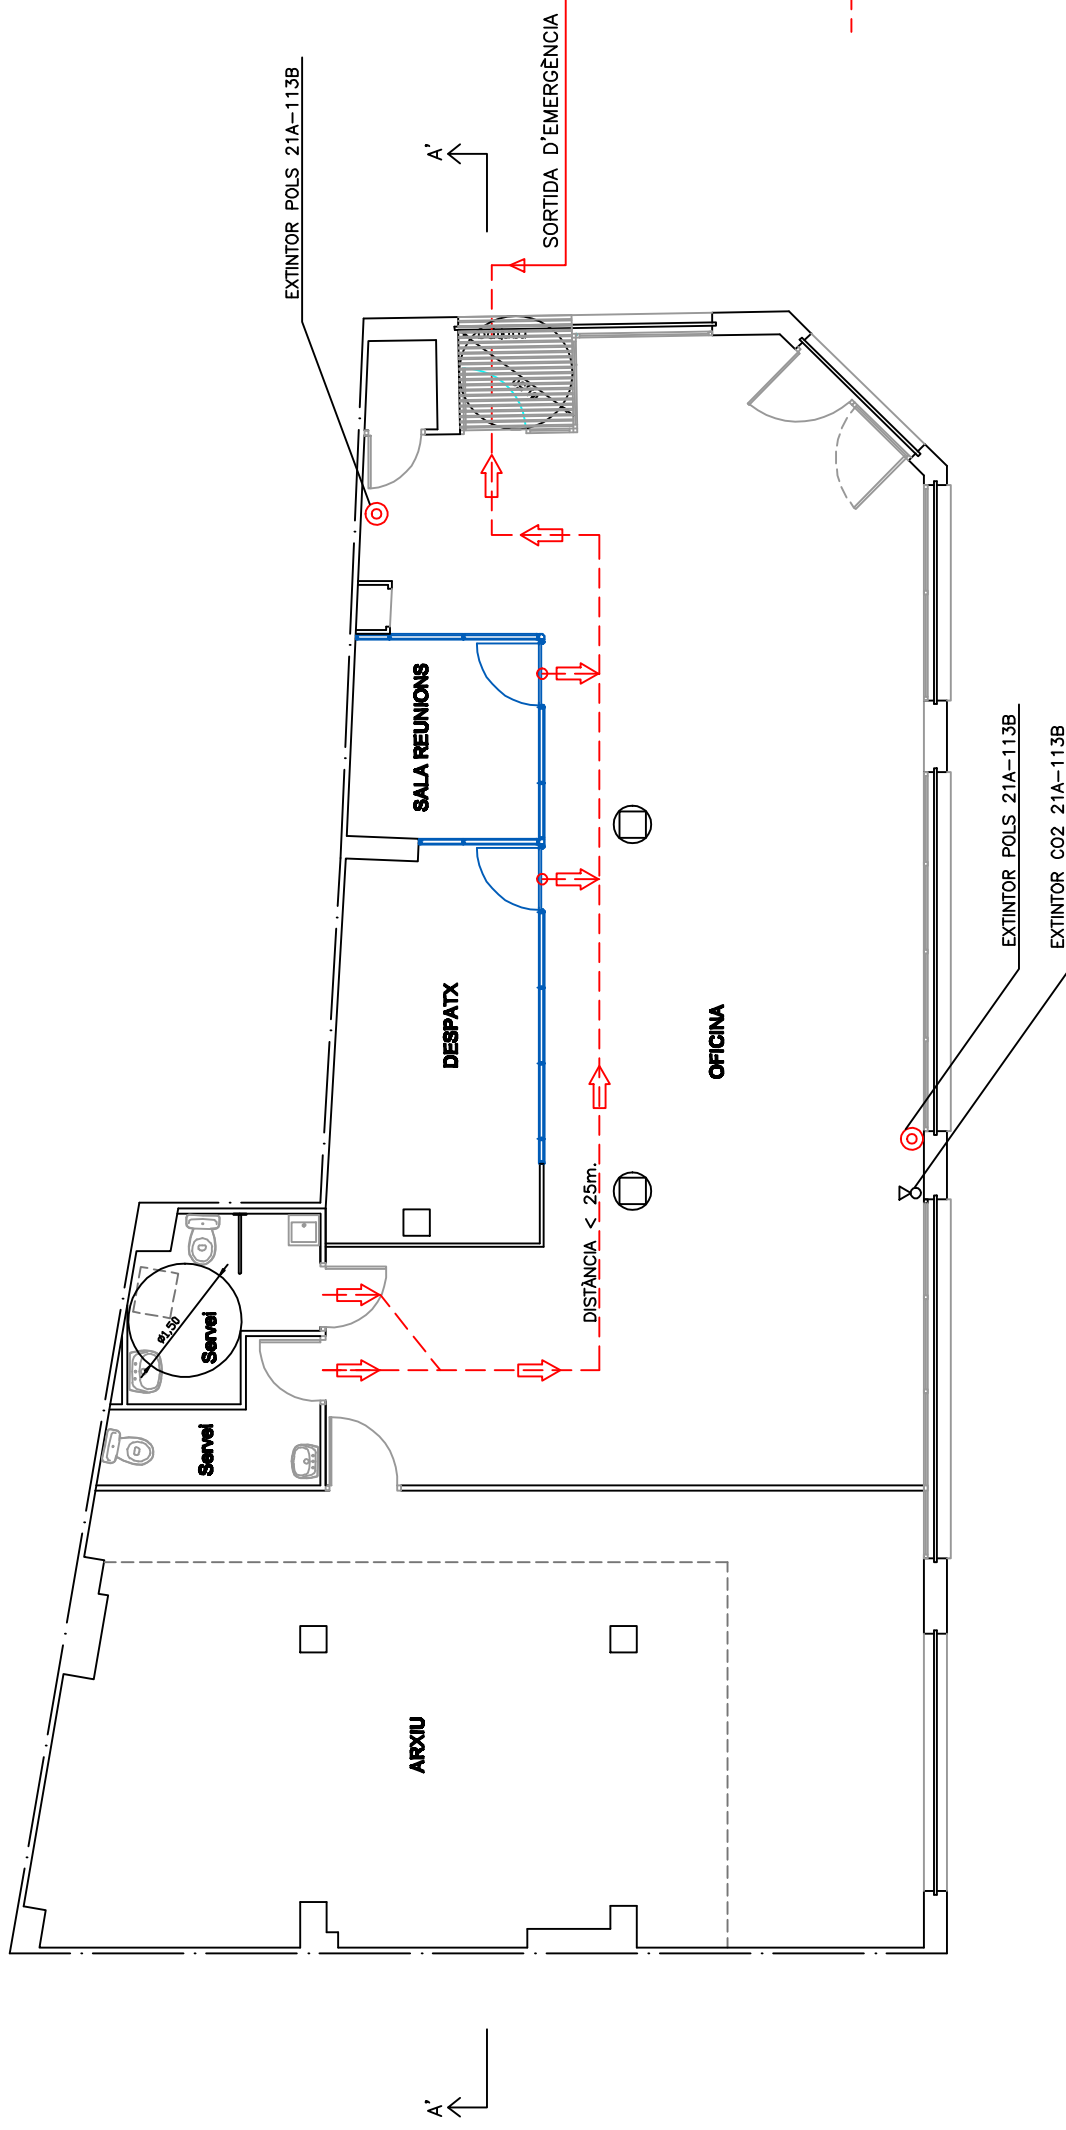 EXTINTOR POLS 21A-113B
A'
SORTIDA D'EMERGÈNCIA
SALA REUNIONS
DESPATX
OFICINA
EXTINTOR POLS 21A-113B
EXTINTOR CO2 21A-113B
DISTÀNCIA < 25m.
ø1,50
Servei
Servei
ARXIU
A'